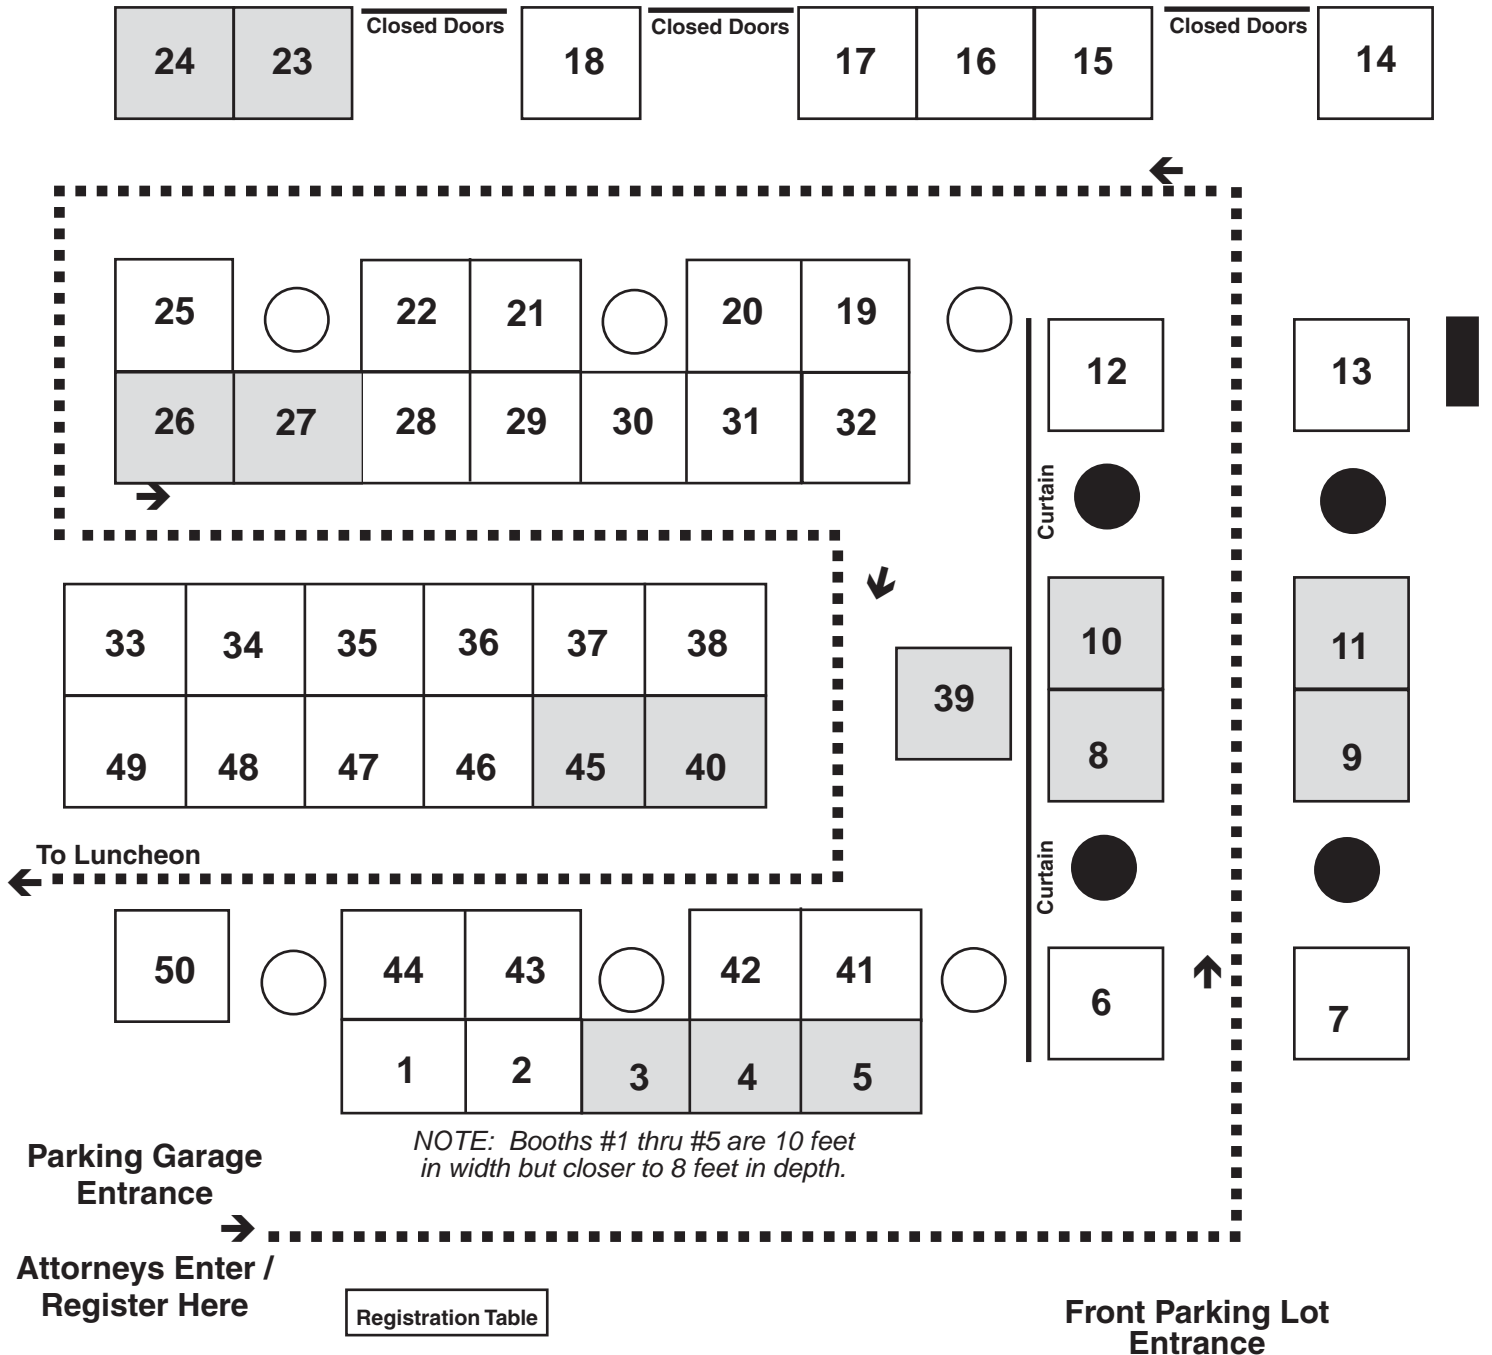 24 23 Closed Doors 18 Closed Doors 17 16 15 Closed Doors 14
25 22 21 20 19
12 13
26 27 28 29 30 31 32
Curtain
33 34 35 36 37 38
10 11
39
49 48 47 46 45 40
8 9
To Luncheon
Curtain
50 44 43 42 41
6 7
1 2 3 4 5
NOTE: Booths #1 thru #5 are 10 feet
in width but closer to 8 feet in depth.
Parking Garage
Entrance
Attorneys Enter /
Register Here
Registration Table
Front Parking Lot
Entrance